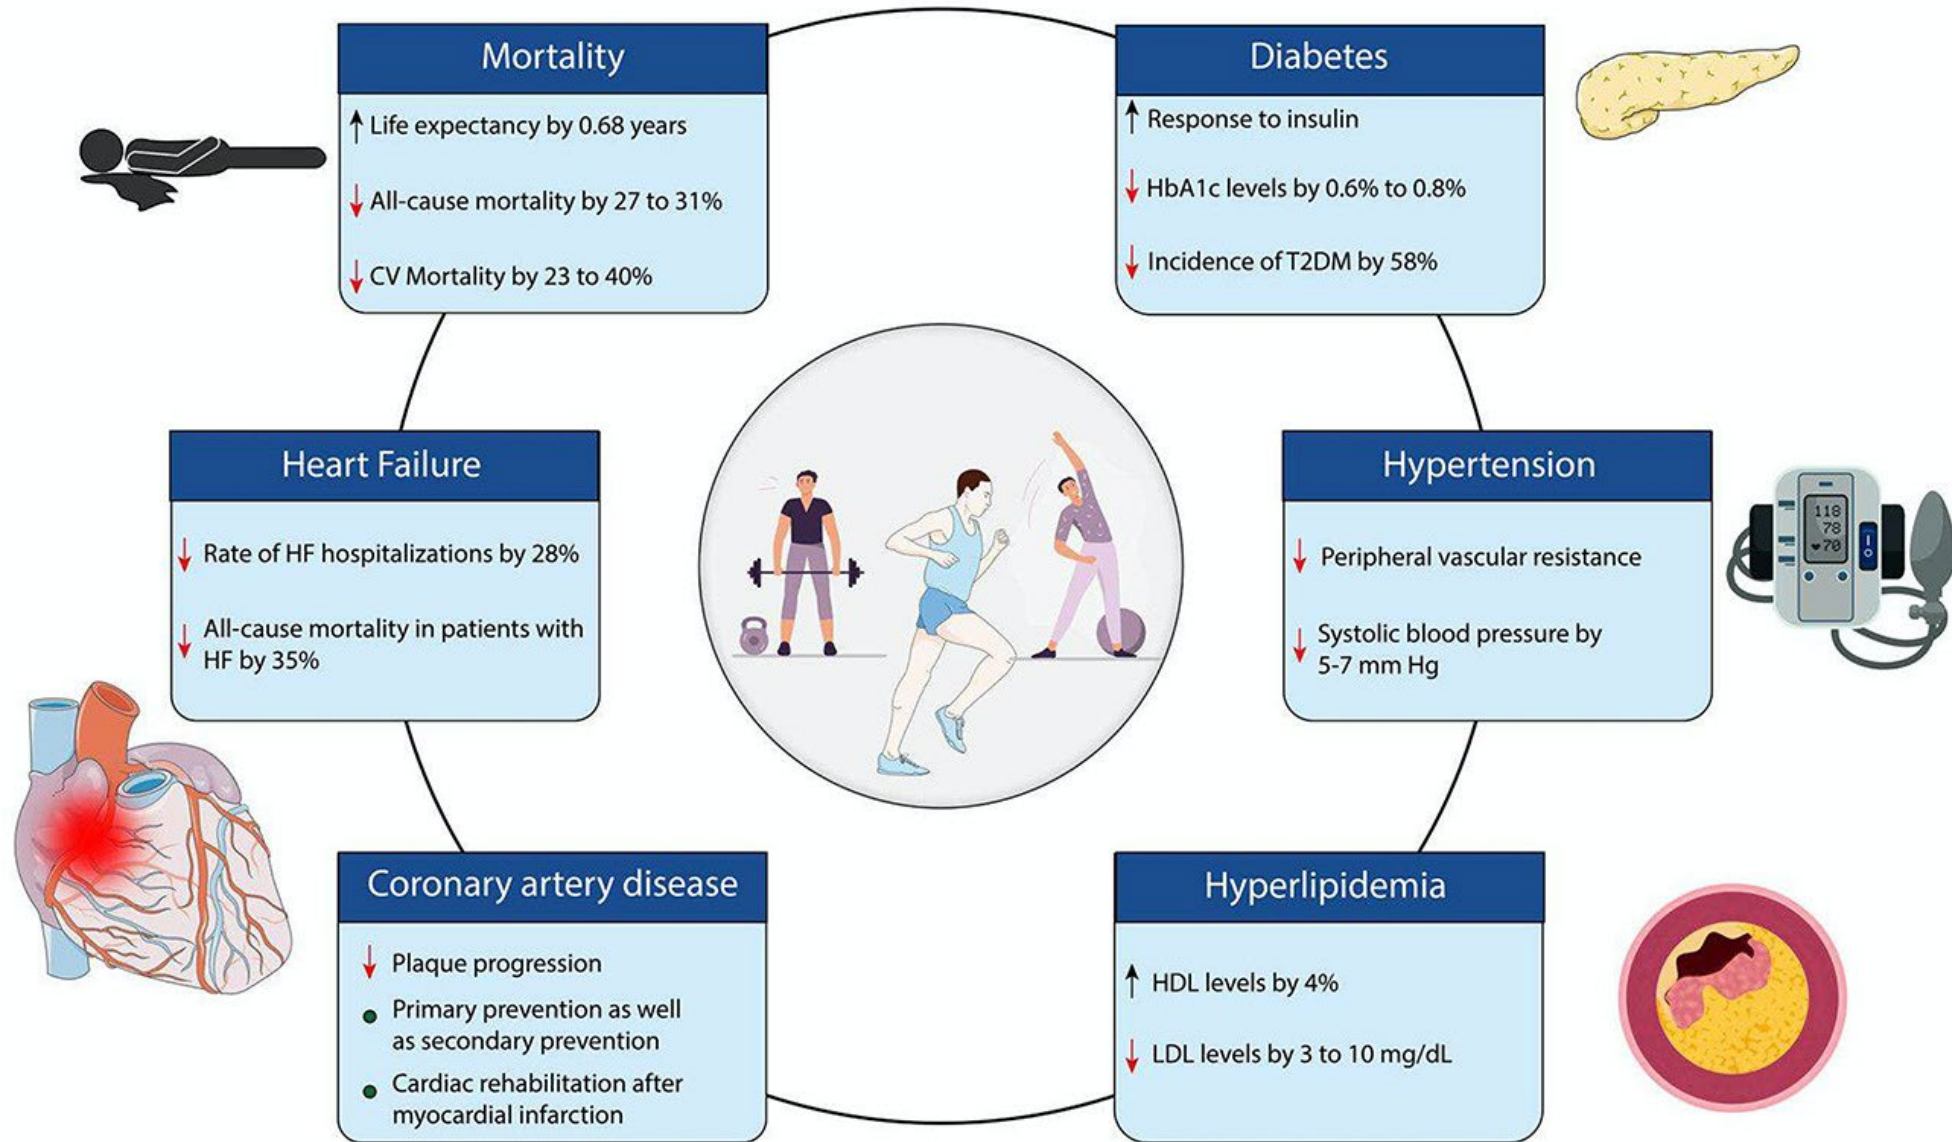 Mortality
↑ Life expectancy by 0.68 years
↓ All-cause mortality by 27 to 31%
↓ CV Mortality by 23 to 40%
Diabetes
↑ Response to insulin
↓ HbA1c levels by 0.6% to 0.8%
↓ Incidence of T2DM by 58%
Heart Failure
↓ Rate of HF hospitalizations by 28%
↓ All-cause mortality in patients with
HF by 35%
Hypertension
↓ Peripheral vascular resistance
↓ Systolic blood pressure by
5-7 mm Hg
118
78
♥70
Coronary artery disease
↓ Plaque progression
● Primary prevention as well
as secondary prevention
● Cardiac rehabilitation after
myocardial infarction
Hyperlipidemia
↑ HDL levels by 4%
↓ LDL levels by 3 to 10 mg/dL